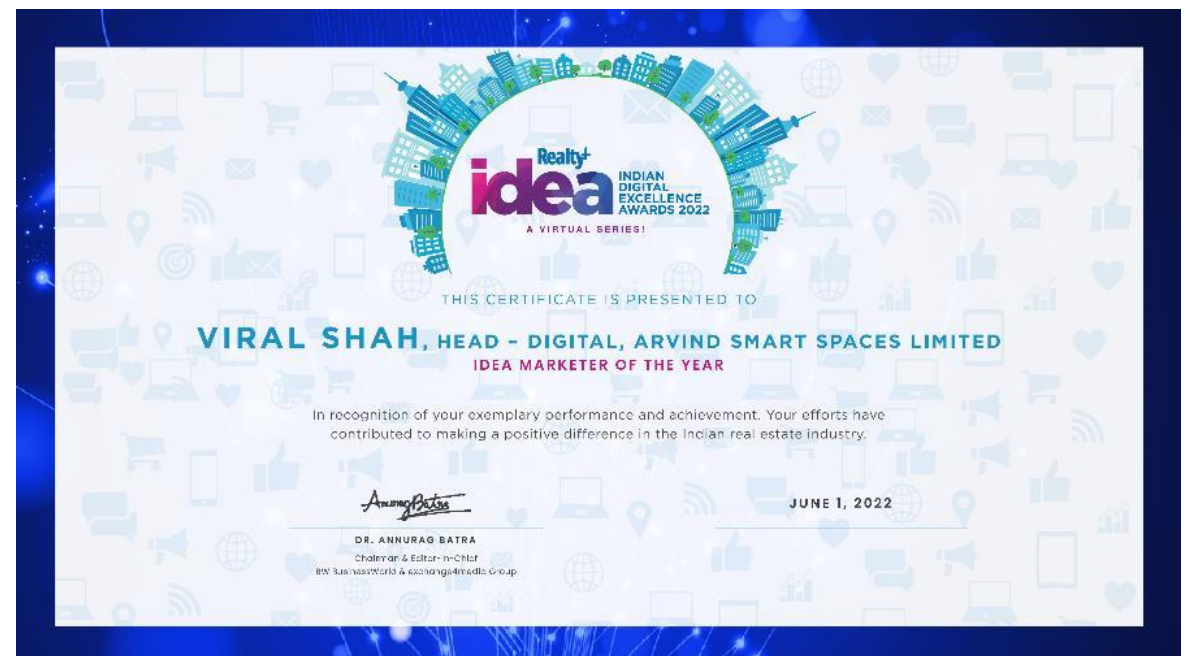 Realty+
idea
INDIAN
DIGITAL
EXCELLENCE
AWARDS 2022
A VIRTUAL SERIES!
THIS CERTIFICATE IS PRESENTED TO
VIRAL SHAH, HEAD – DIGITAL, ARVIND SMART SPACES LIMITED
IDEA MARKETER OF THE YEAR
In recognition of your exemplary performance and achievement. Your efforts have
contributed to making a positive difference in the Indian real estate industry.
AnuragBatra
JUNE 1, 2022
DR. ANNURAG BATRA
Chairman & Editor-in-Chief
BW BusinessWorld & exchange4media Group